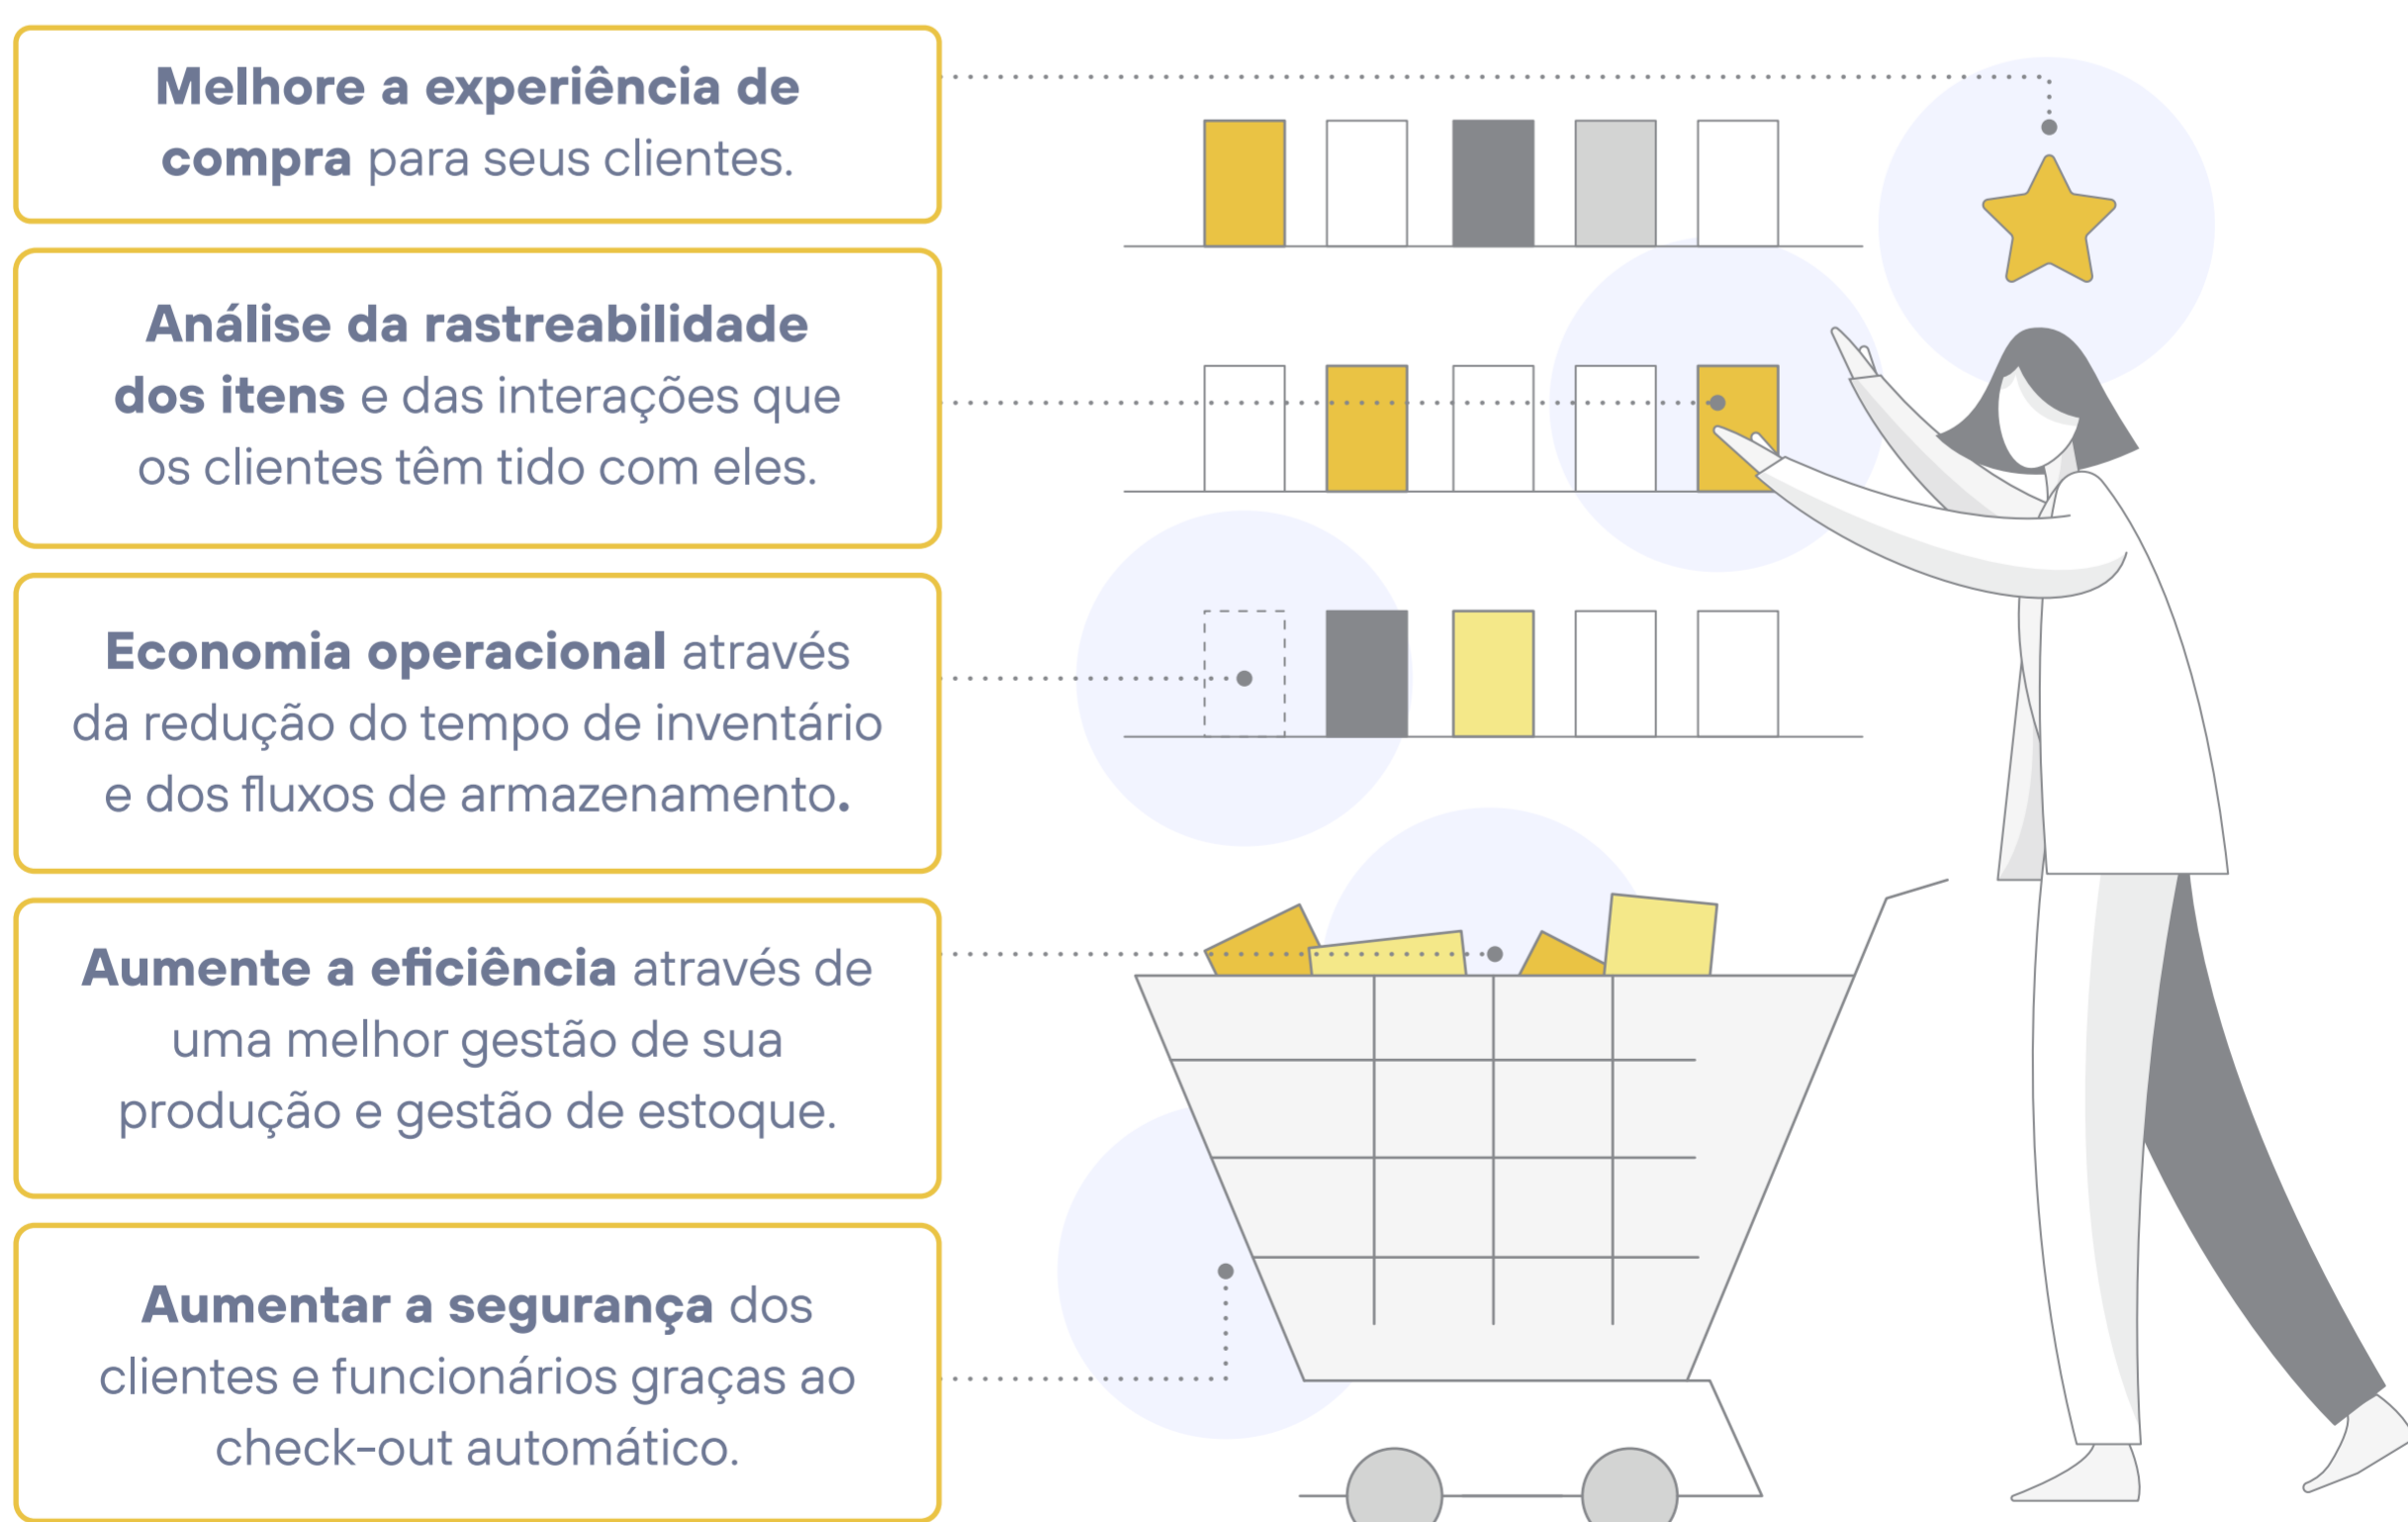 Melhore a experiência de
compra para seus clientes.
Análise da rastreabilidade
dos itens e das interações que
os clientes têm tido com eles.
Economia operacional através
da redução do tempo de inventário
e dos fluxos de armazenamento.
Aumente a eficiência através de
uma melhor gestão de sua
produção e gestão de estoque.
Aumentar a segurança dos
clientes e funcionários graças ao
check-out automático.